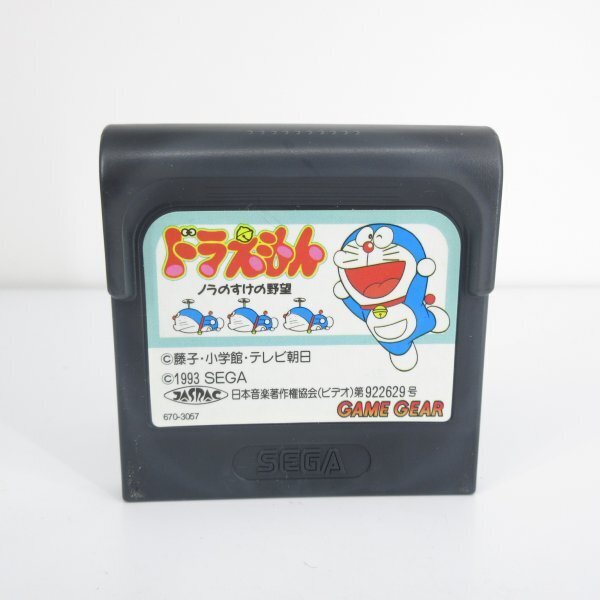 ドラえもん
ノラのすけの野望
©藤子・小学館・テレビ朝日
©1993 SEGA
JASRAC 日本音楽著作権協会(ビデオ)第922629号
670-3057
GAME GEAR
SEGA